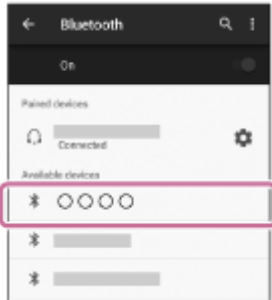 Bluetooth
On
Paired devices
Connected
Available devices
○○○○